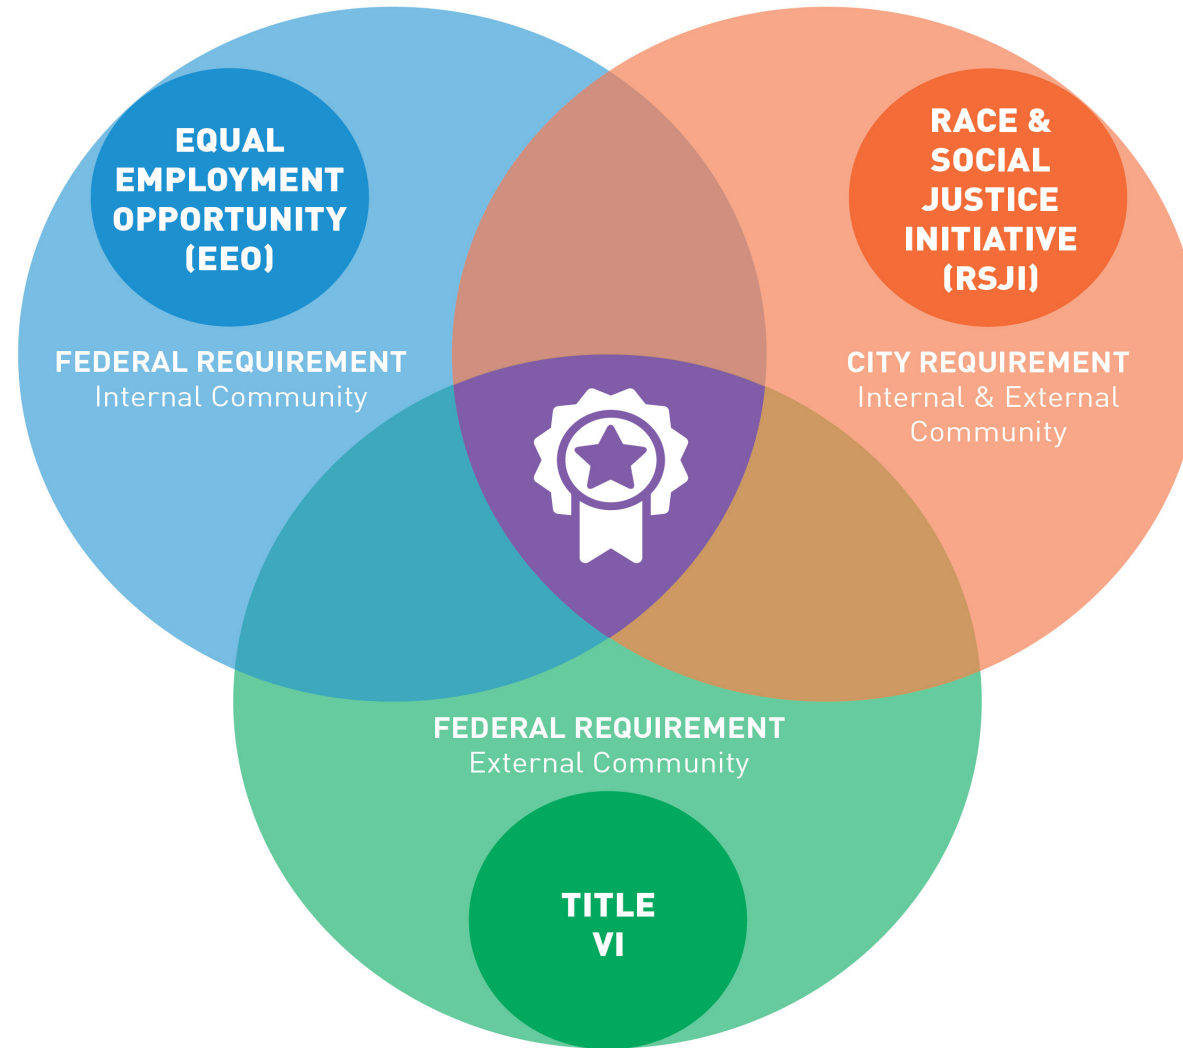 EQUAL
EMPLOYMENT
OPPORTUNITY
(EEO)
FEDERAL REQUIREMENT
Internal Community
RACE &
SOCIAL
JUSTICE
INITIATIVE
(RSJI)
CITY REQUIREMENT
Internal & External
Community
FEDERAL REQUIREMENT
External Community
TITLE
VI